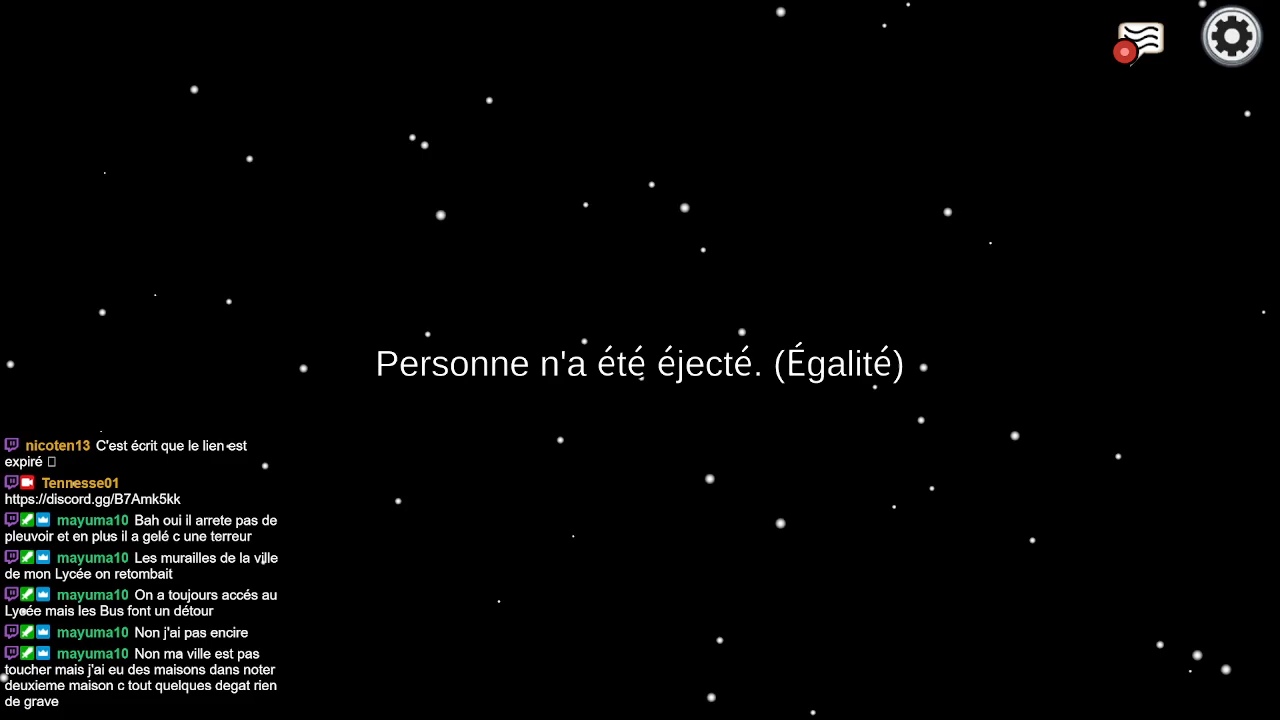 Personne n'a été éjecté. (Égalité)
nicoten13 C'est écrit que le lien est
expiré
Tennesse01
https://discord.gg/B7Amk5kk
mayuma10 Bah oui il arrete pas de
pleuvoir et en plus il a gelé c une terreur
mayuma10 Les murailles de la ville
de mon Lycée on retombait
mayuma10 On a toujours accés au
Lycée mais les Bus font un détour
mayuma10 Non j'ai pas encire
mayuma10 Non ma ville est pas
toucher mais j'ai eu des maisons dans noter
deuxieme maison c tout quelques degat rien
de grave